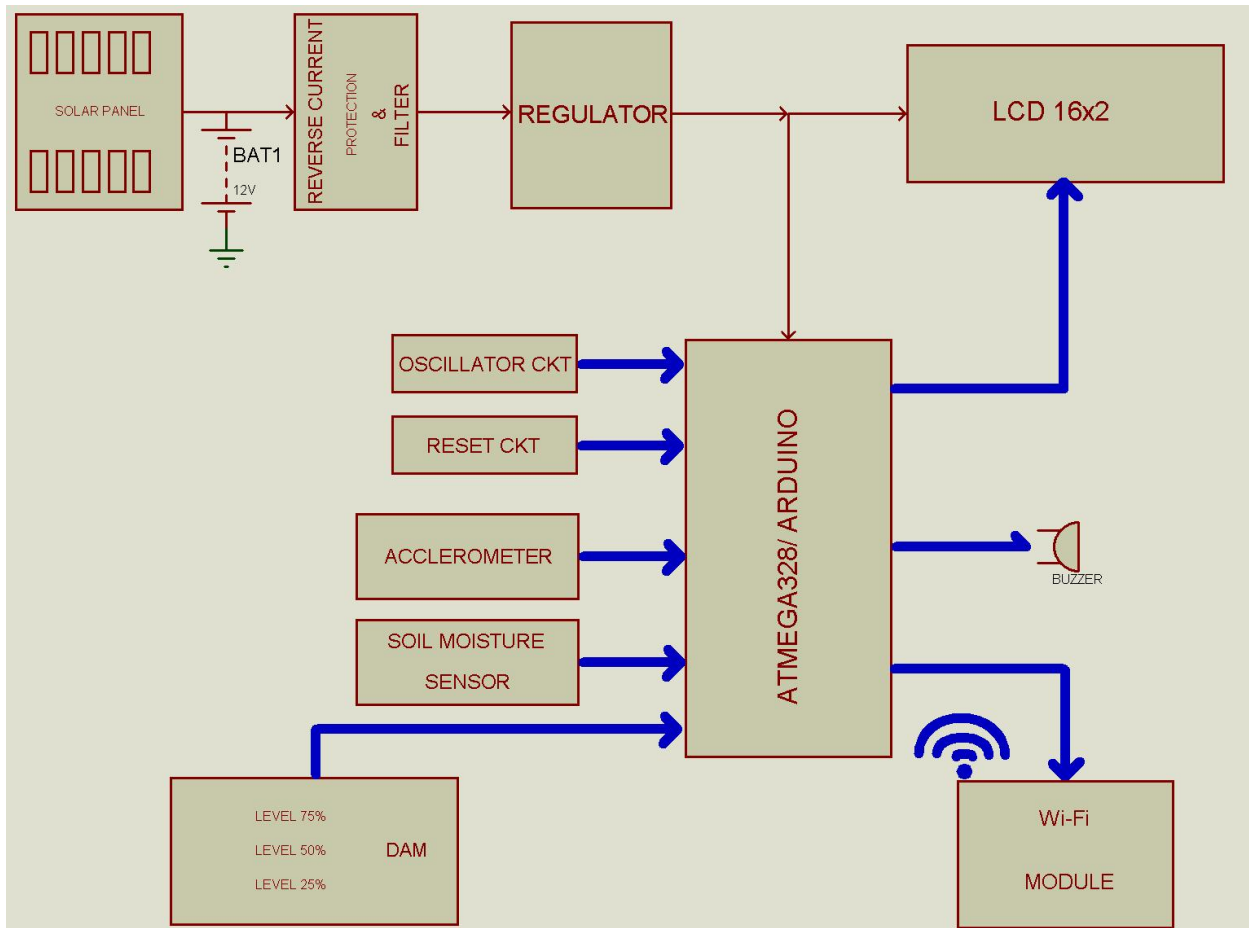 SOLAR PANEL
BAT1
12V
REVERSE CURRENT
PROTECTION
&
FILTER
REGULATOR
LCD 16x2
OSCILLATOR CKT
RESET CKT
ACCLEROMETER
SOIL MOISTURE
SENSOR
ATMEGA328/ ARDUINO
BUZZER
LEVEL 75%
LEVEL 50%
LEVEL 25%
DAM
Wi-Fi
MODULE